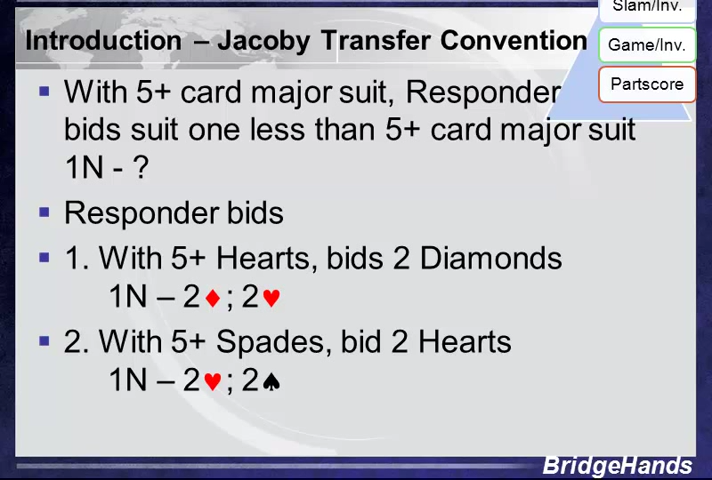 Slam/Inv.
Introduction – Jacoby Transfer Convention
Game/Inv.
Partscore
▪ With 5+ card major suit, Responder
bids suit one less than 5+ card major suit
1N - ?
▪ Responder bids
▪ 1. With 5+ Hearts, bids 2 Diamonds
1N – 2♦; 2♥
▪ 2. With 5+ Spades, bid 2 Hearts
1N – 2♥; 2♠
BridgeHands